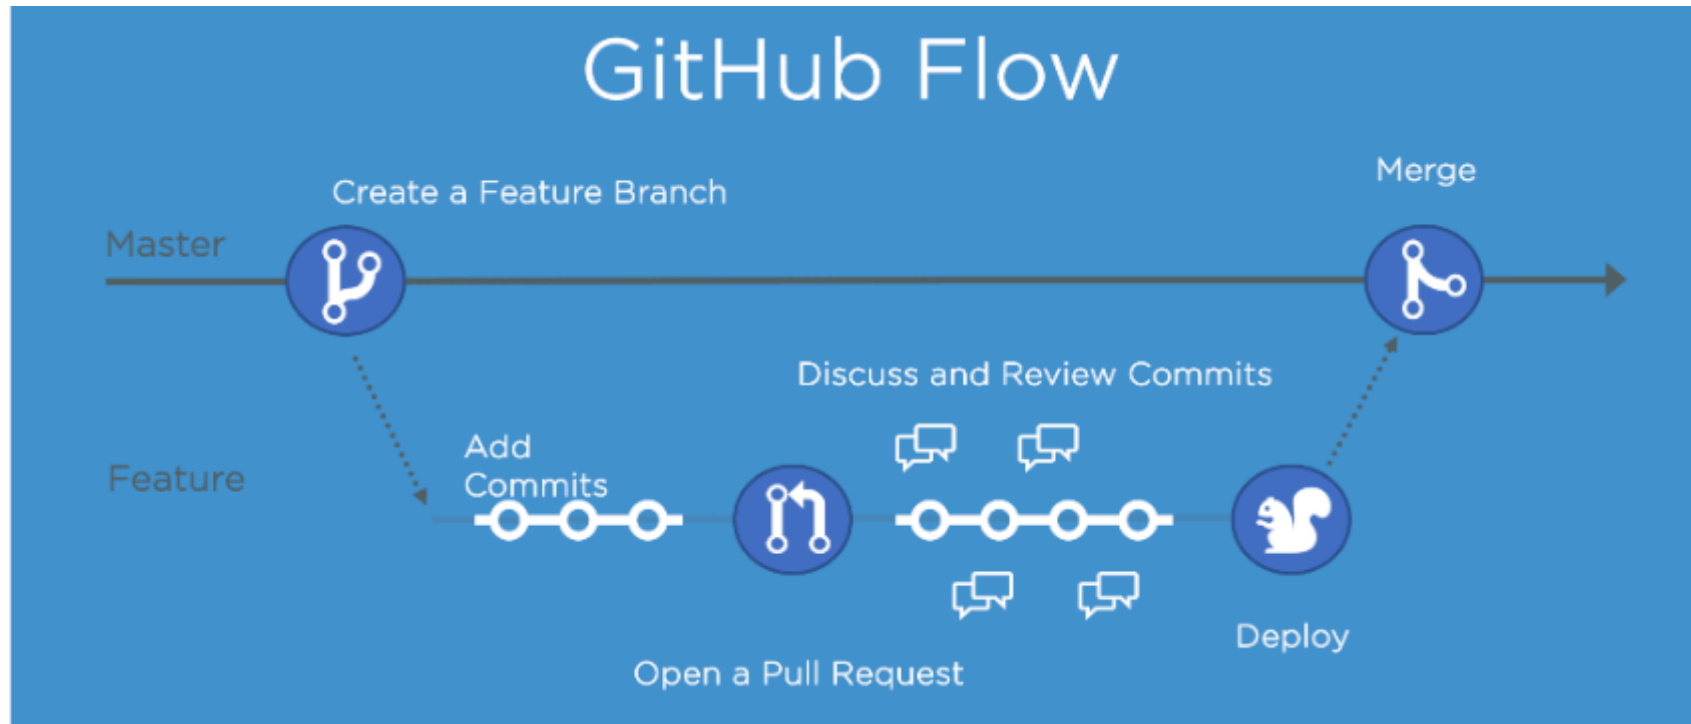 GitHub Flow
Merge
Create a Feature Branch
Master
Discuss and Review Commits
Add
Commits
Feature
Deploy
Open a Pull Request